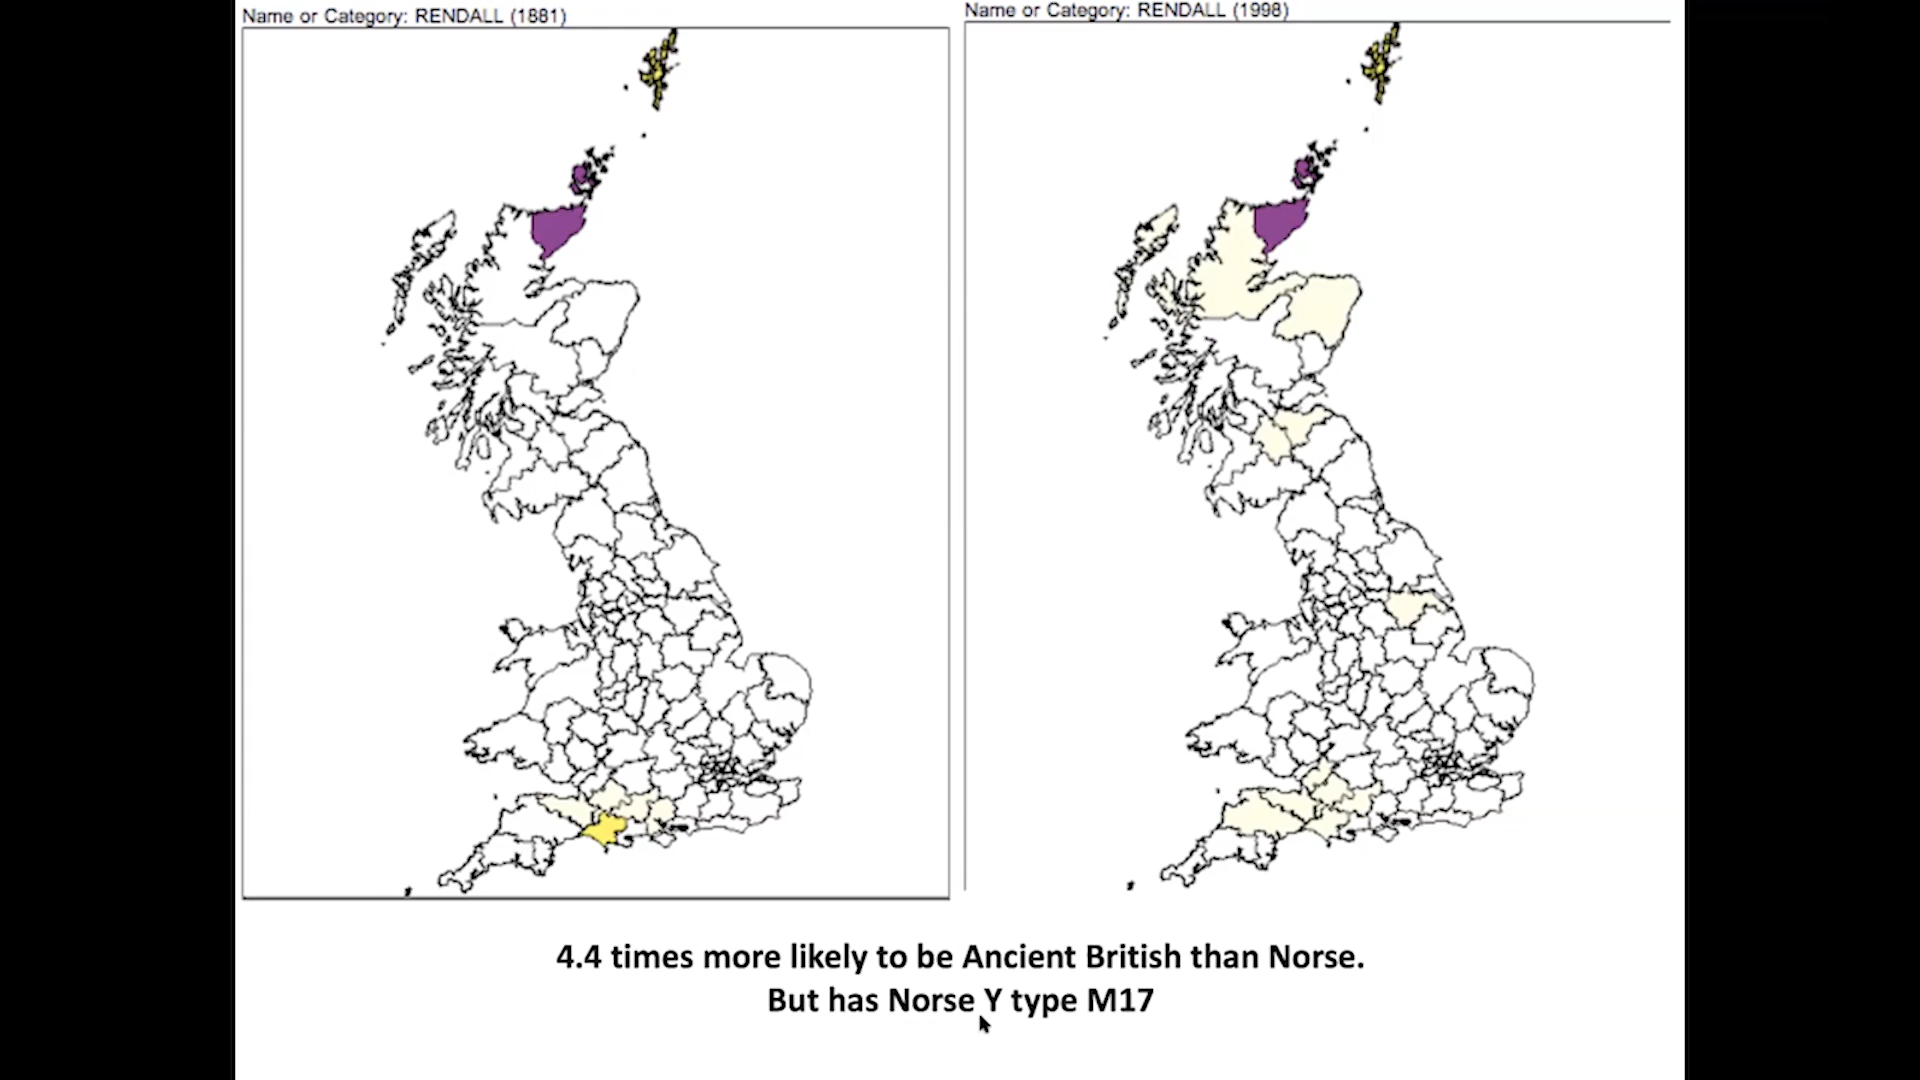 Name or Category: RENDALL (1881)
Name or Category: RENDALL (1998)
4.4 times more likely to be Ancient British than Norse.
But has Norse Y type M17